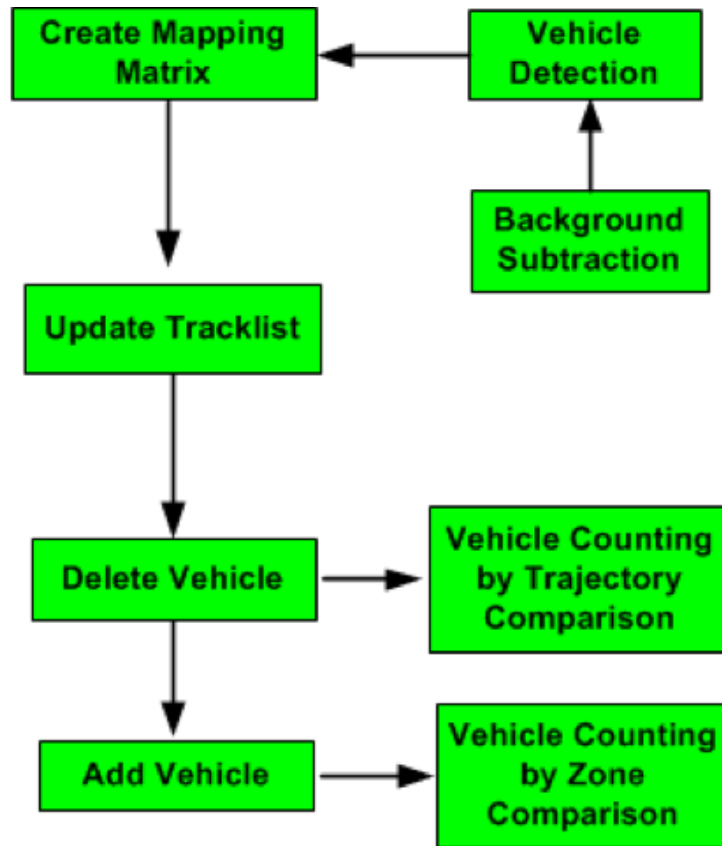 Create Mapping
Matrix
Vehicle
Detection
Background
Subtraction
Update Tracklist
Delete Vehicle
Vehicle Counting
by Trajectory
Comparison
Add Vehicle
Vehicle Counting
by Zone
Comparison